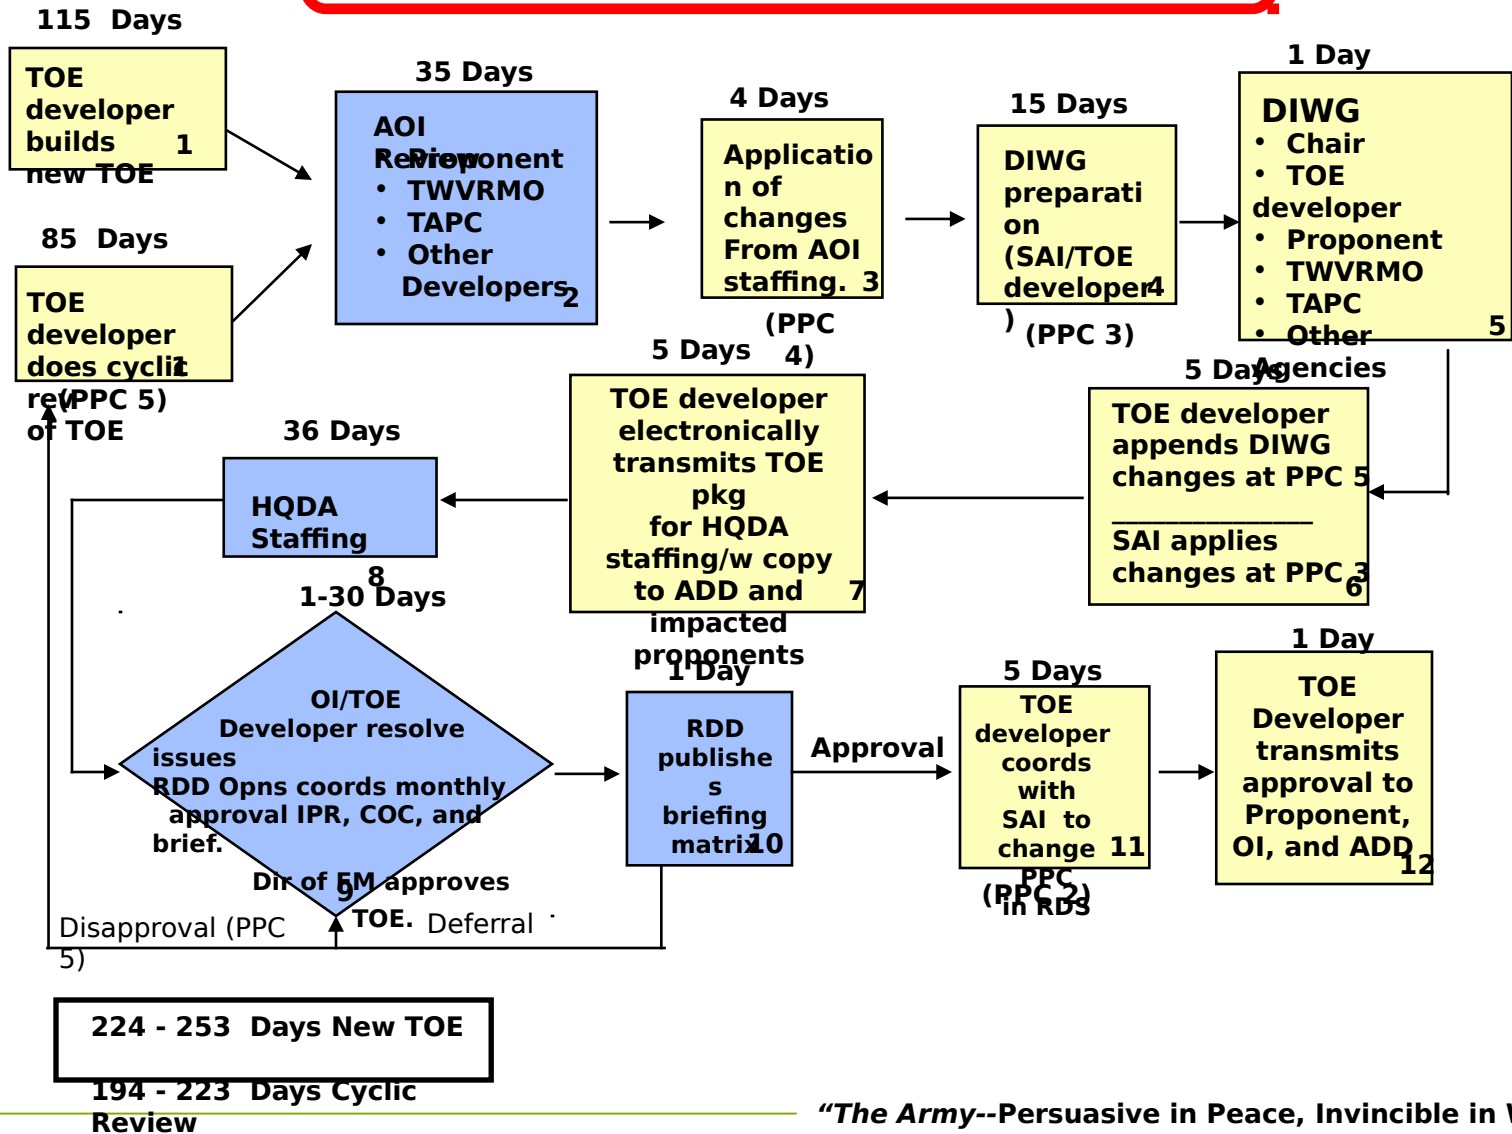 115  Days
TOE
developer
builds
new TOE
1
85  Days
TOE
developer
does cyclic
rev
of TOE
1
(PPC 5)
35 Days
AOI
Review
• Proponent
• TWVRMO
• TAPC
• Other
Developers
2
4 Days
Applicatio
n of
changes
From AOI
staffing.
3
(PPC
4)
15 Days
DIWG
preparati
on
(SAI/TOE
developer
)
4
(PPC 3)
1 Day
DIWG
• Chair
• TOE
developer
• Proponent
• TWVRMO
• TAPC
• Other
Agencies
5
5 Days
TOE developer
appends DIWG
changes at PPC 5
_______________
SAI applies
changes at PPC 3
6
5 Days
TOE developer
electronically
transmits TOE
pkg
for HQDA
staffing/w copy
to ADD and
impacted
proponents
7
36 Days
HQDA
Staffing
8
1-30 Days
OI/TOE
Developer resolve
issues
RDD Opns coords monthly
approval IPR, COC, and
brief.
Dir of FM approves
TOE.
9
1 Day
RDD
publishe
s
briefing
matrix
10
Approval
5 Days
TOE
developer
coords
with
SAI  to
change
PPC
in RDS
11
(PPC 2)
1 Day
TOE
Developer
transmits
approval to
Proponent,
OI, and ADD
12
Disapproval (PPC
5)
Deferral
224 - 253  Days New TOE
194 - 223  Days Cyclic
Review
“The Army--Persuasive in Peace, Invincible in